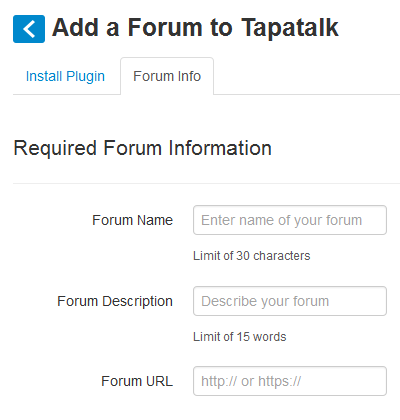 Add a Forum to Tapatalk
Install Plugin
Forum Info
Required Forum Information
Forum Name
Enter name of your forum
Limit of 30 characters
Forum Description
Describe your forum
Limit of 15 words
Forum URL
http:// or https://